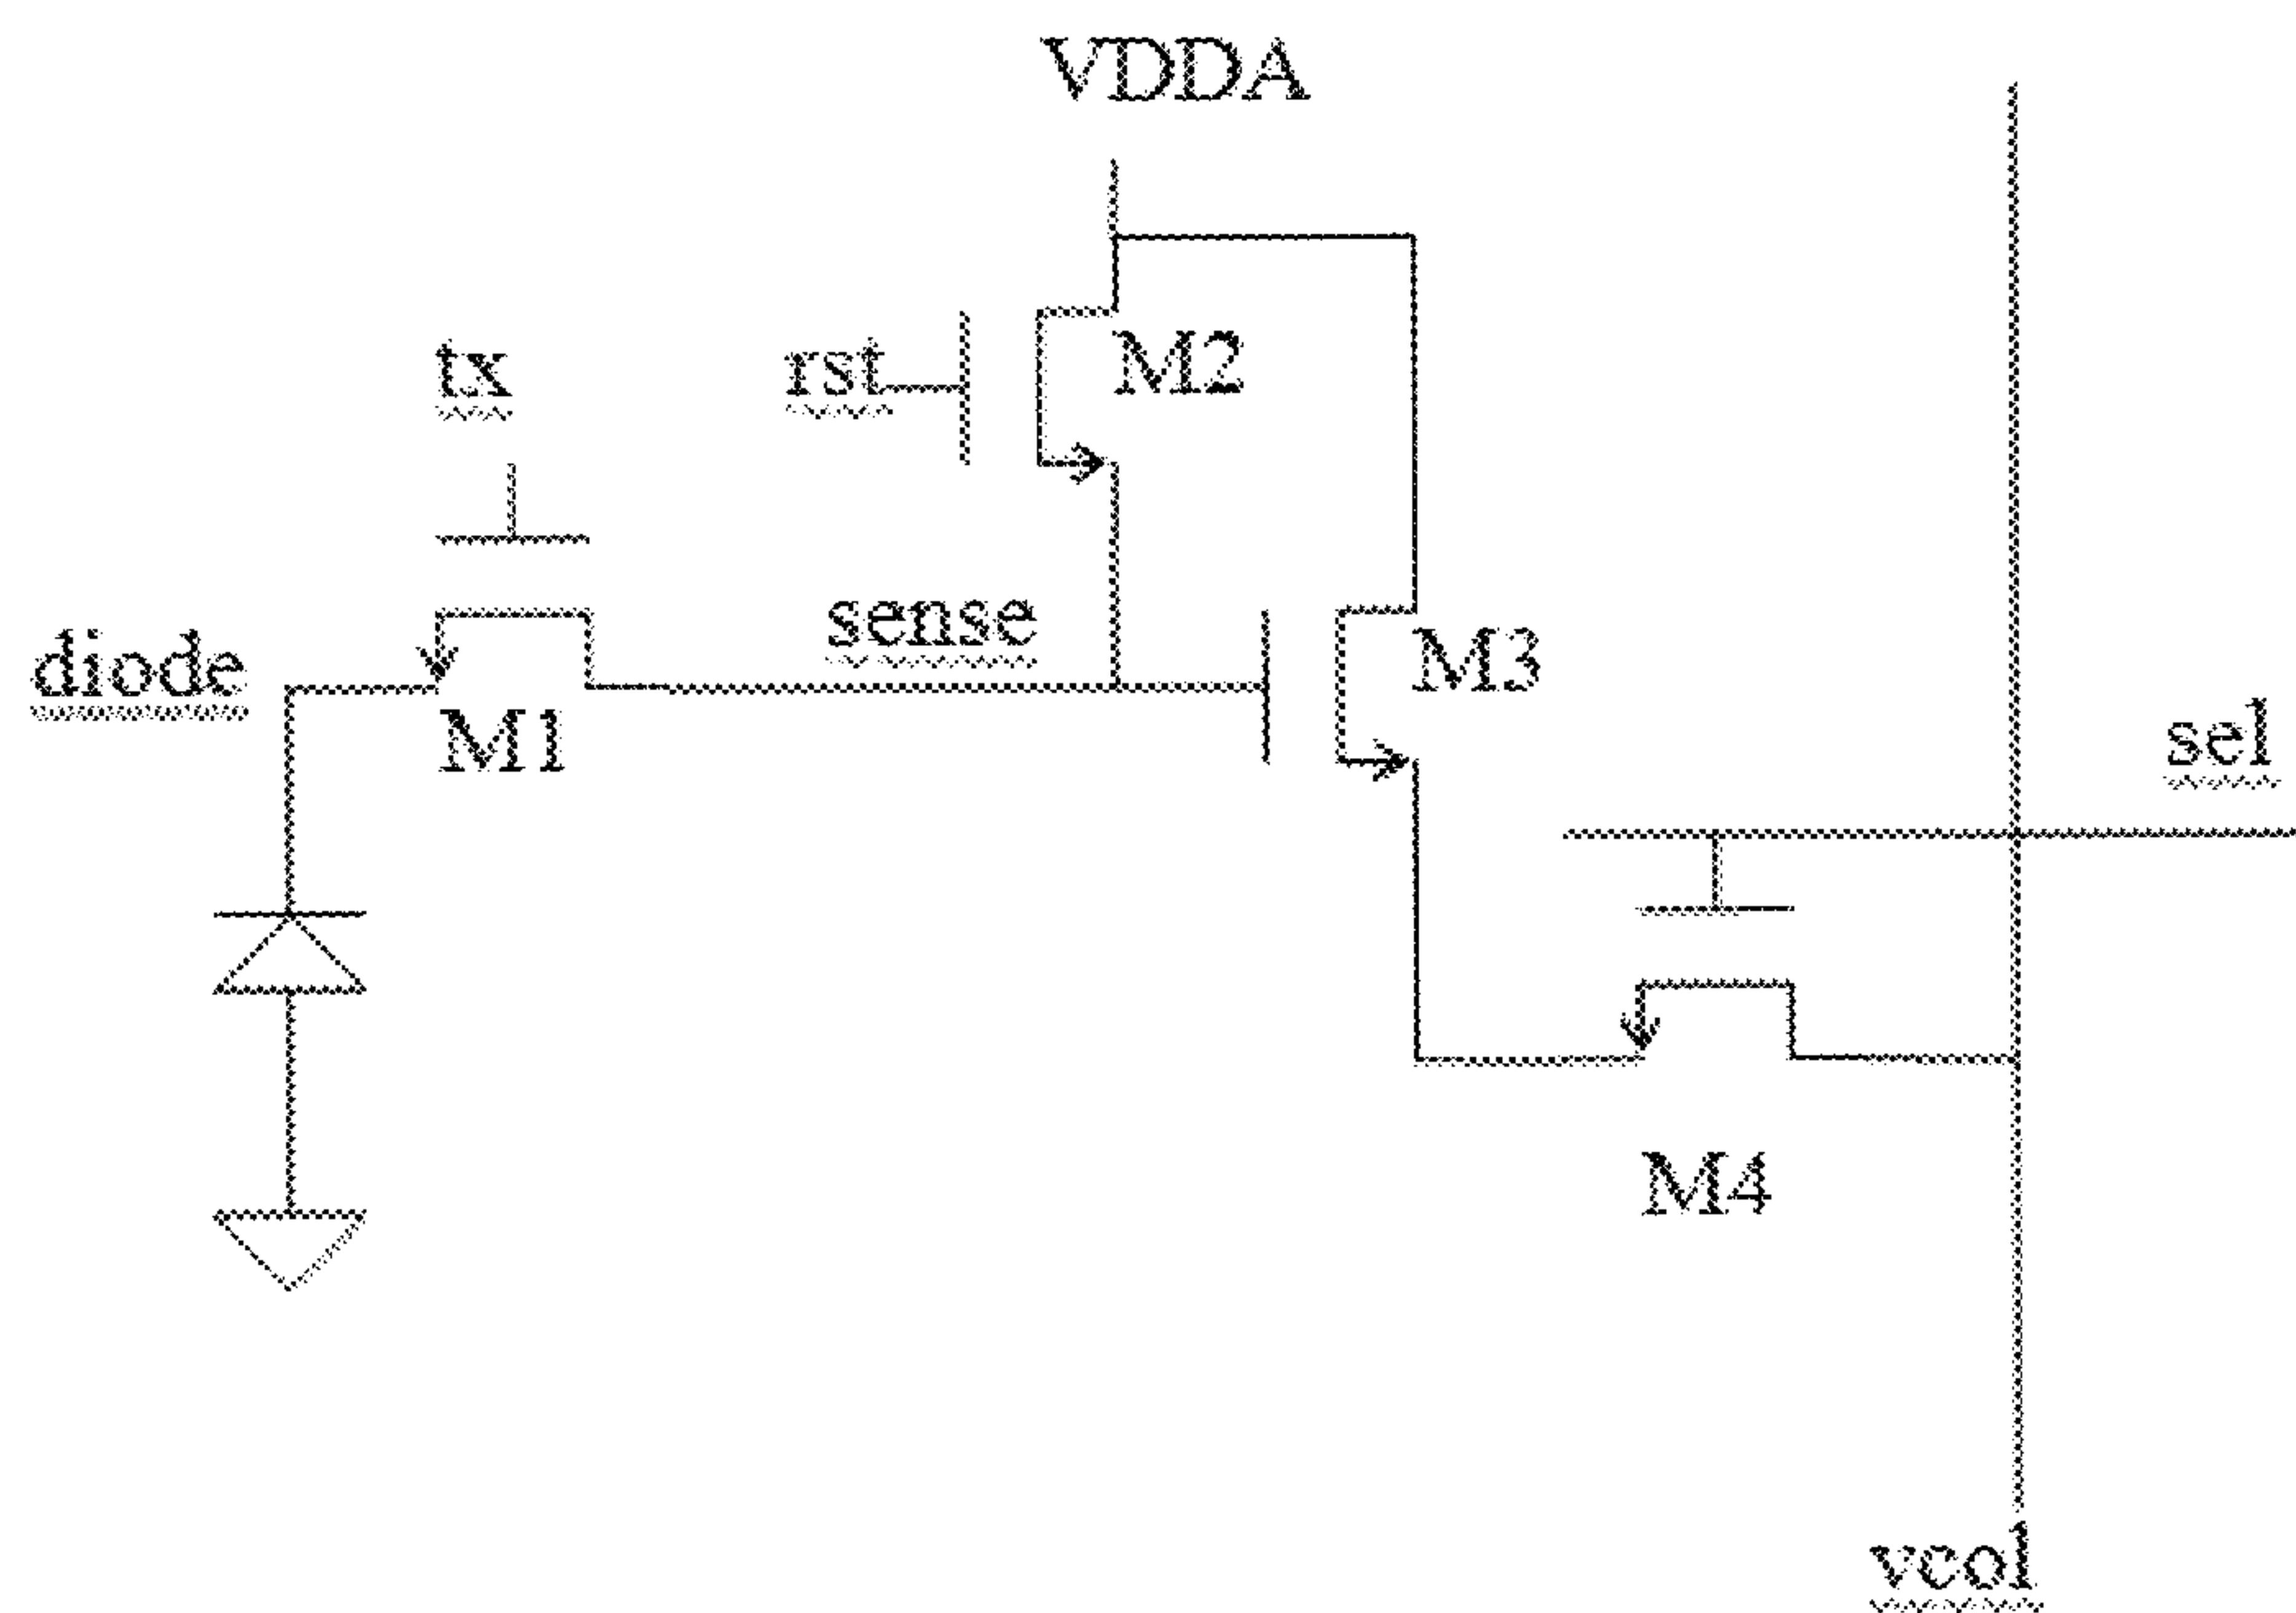 VDDA
tx
rst
M2
sense
diode
M3
M1
sel
M4
vcol